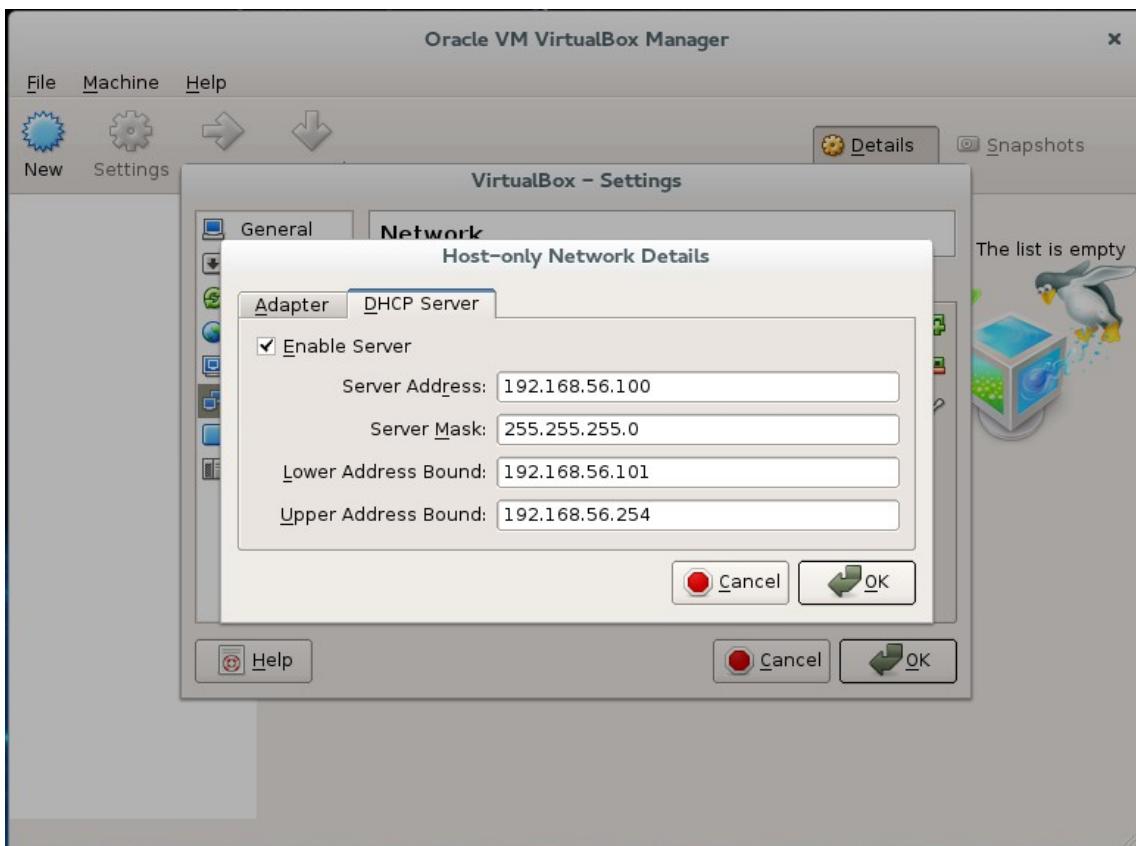 Oracle VM VirtualBox Manager
File Machine Help
New Settings
Details Snapshots
VirtualBox – Settings
General
Network
The list is empty
Host-only Network Details
Adapter DHCP Server
Enable Server
Server Address: 192.168.56.100
Server Mask: 255.255.255.0
Lower Address Bound: 192.168.56.101
Upper Address Bound: 192.168.56.254
Cancel OK
Help Cancel OK